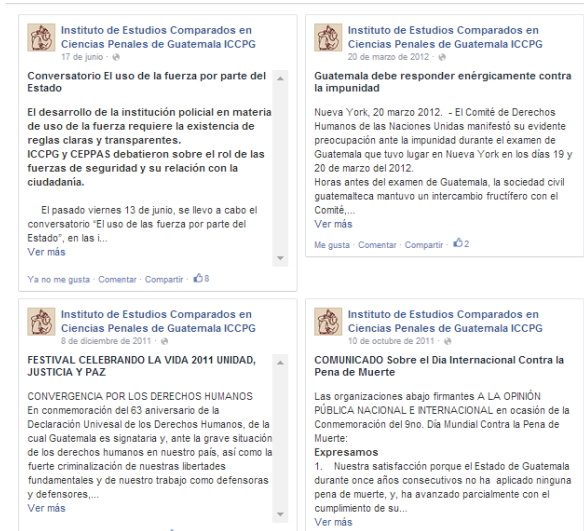 Instituto de Estudios Comparados en
Ciencias Penales de Guatemala ICCPG
17 de junio ·
Conversatorio El uso de la fuerza por parte del
Estado
El desarrollo de la institución policial en materia
de uso de la fuerza requiere la existencia de
reglas claras y transparentes.
ICCPG y CEPPAS debatieron sobre el rol de las
fuerzas de seguridad y su relación con la
ciudadanía.
El pasado viernes 13 de junio, se llevo a cabo el
conversatorio "El uso de las fuerza por parte del
Estado", en las i...
Ver más
Ya no me gusta · Comentar · Compartir · 8
Instituto de Estudios Comparados en
Ciencias Penales de Guatemala ICCPG
20 de marzo de 2012 ·
Guatemala debe responder enérgicamente contra
la impunidad
Nueva York, 20 marzo 2012. - El Comité de Derechos
Humanos de las Naciones Unidas manifestó su evidente
preocupación ante la impunidad durante el examen de
Guatemala que tuvo lugar en Nueva York en los días 19 y
20 de marzo del 2012.
Horas antes del examen de Guatemala, la sociedad civil
guatemalteca mantuvo un intercambio fructífero con el
Comité,...
Ver más
Me gusta · Comentar · Compartir · 2
Instituto de Estudios Comparados en
Ciencias Penales de Guatemala ICCPG
8 de diciembre de 2011 ·
FESTIVAL CELEBRANDO LA VIDA 2011 UNIDAD,
JUSTICIA Y PAZ
CONVERGENCIA POR LOS DERECHOS HUMANOS
En conmemoración del 63 aniversario de la
Declaración Univesal de los Derechos Humanos, de la
cual Guatemala es signataria y, ante la grave situación
de los derechos humanos en nuestro país, así como la
fuerte criminalización de nuestras libertades
fundamentales y de nuestro trabajo como defensoras
y defensores,...
Ver más
Instituto de Estudios Comparados en
Ciencias Penales de Guatemala ICCPG
10 de octubre de 2011 ·
COMUNICADO Sobre el Dia Internacional Contra la
Pena de Muerte
Las organizaciones abajo firmantes A LA OPINIÓN
PÚBLICA NACIONAL E INTERNACIONAL en ocasión de la
Conmemoración del 9no. Día Mundial Contra la Pena de
Muerte:
Expresamos
1. Nuestra satisfacción porque el Estado de Guatemala
durante once años consecutivos no ha aplicado ninguna
pena de muerte, y, ha avanzado parcialmente con el
cumplimiento de su...
Ver más